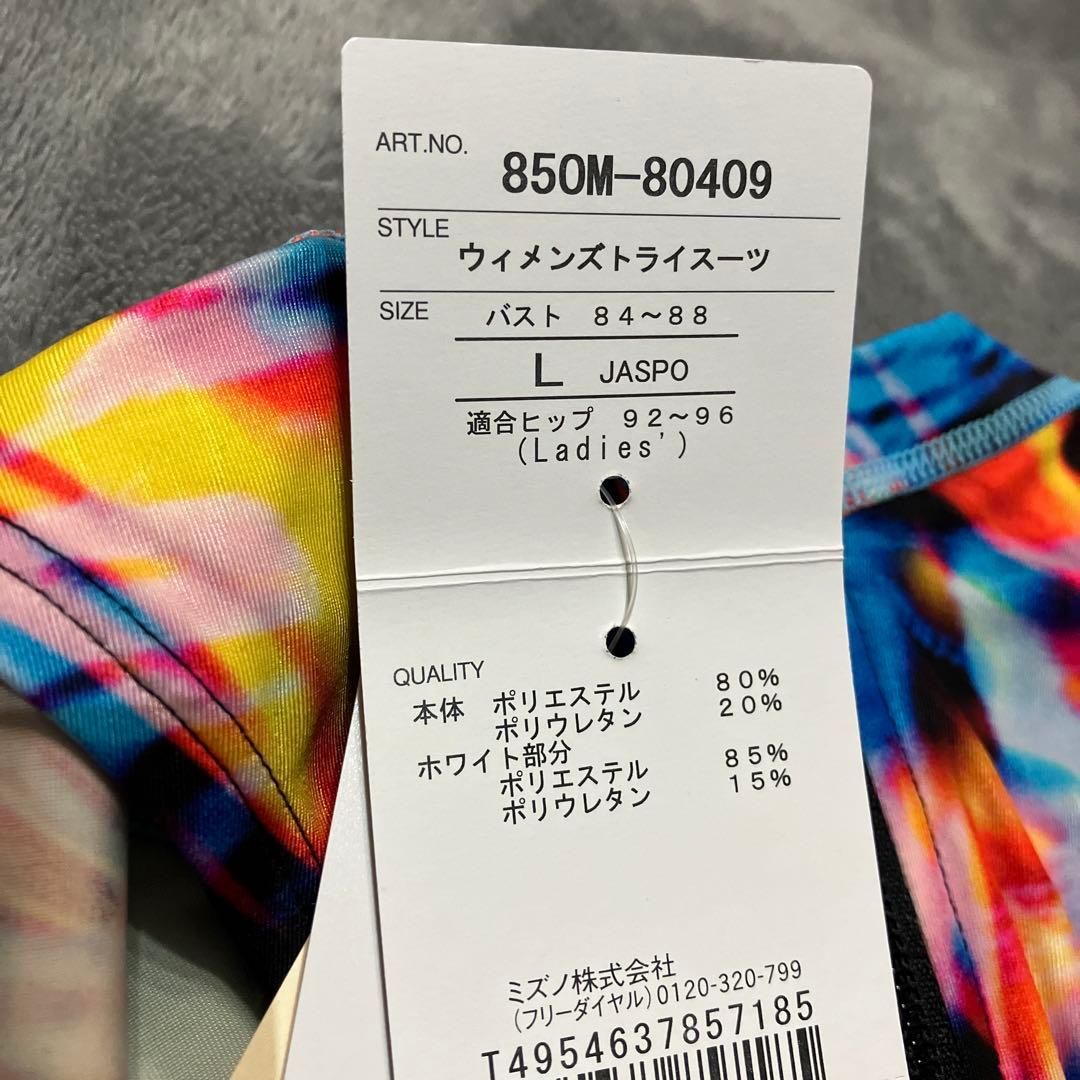 ART.NO. 85OM-80409
STYLE ウィメンズトライスーツ
SIZE バスト 84～88
L JASPO
適合ヒップ 92～96
(Ladies')
QUALITY
本体 ポリエステル 80%
ポリウレタン 20%
ホワイト部分
ポリエステル 85%
ポリウレタン 15%
ミズノ株式会社
(フリーダイヤル)0120-320-799
T4954637857185